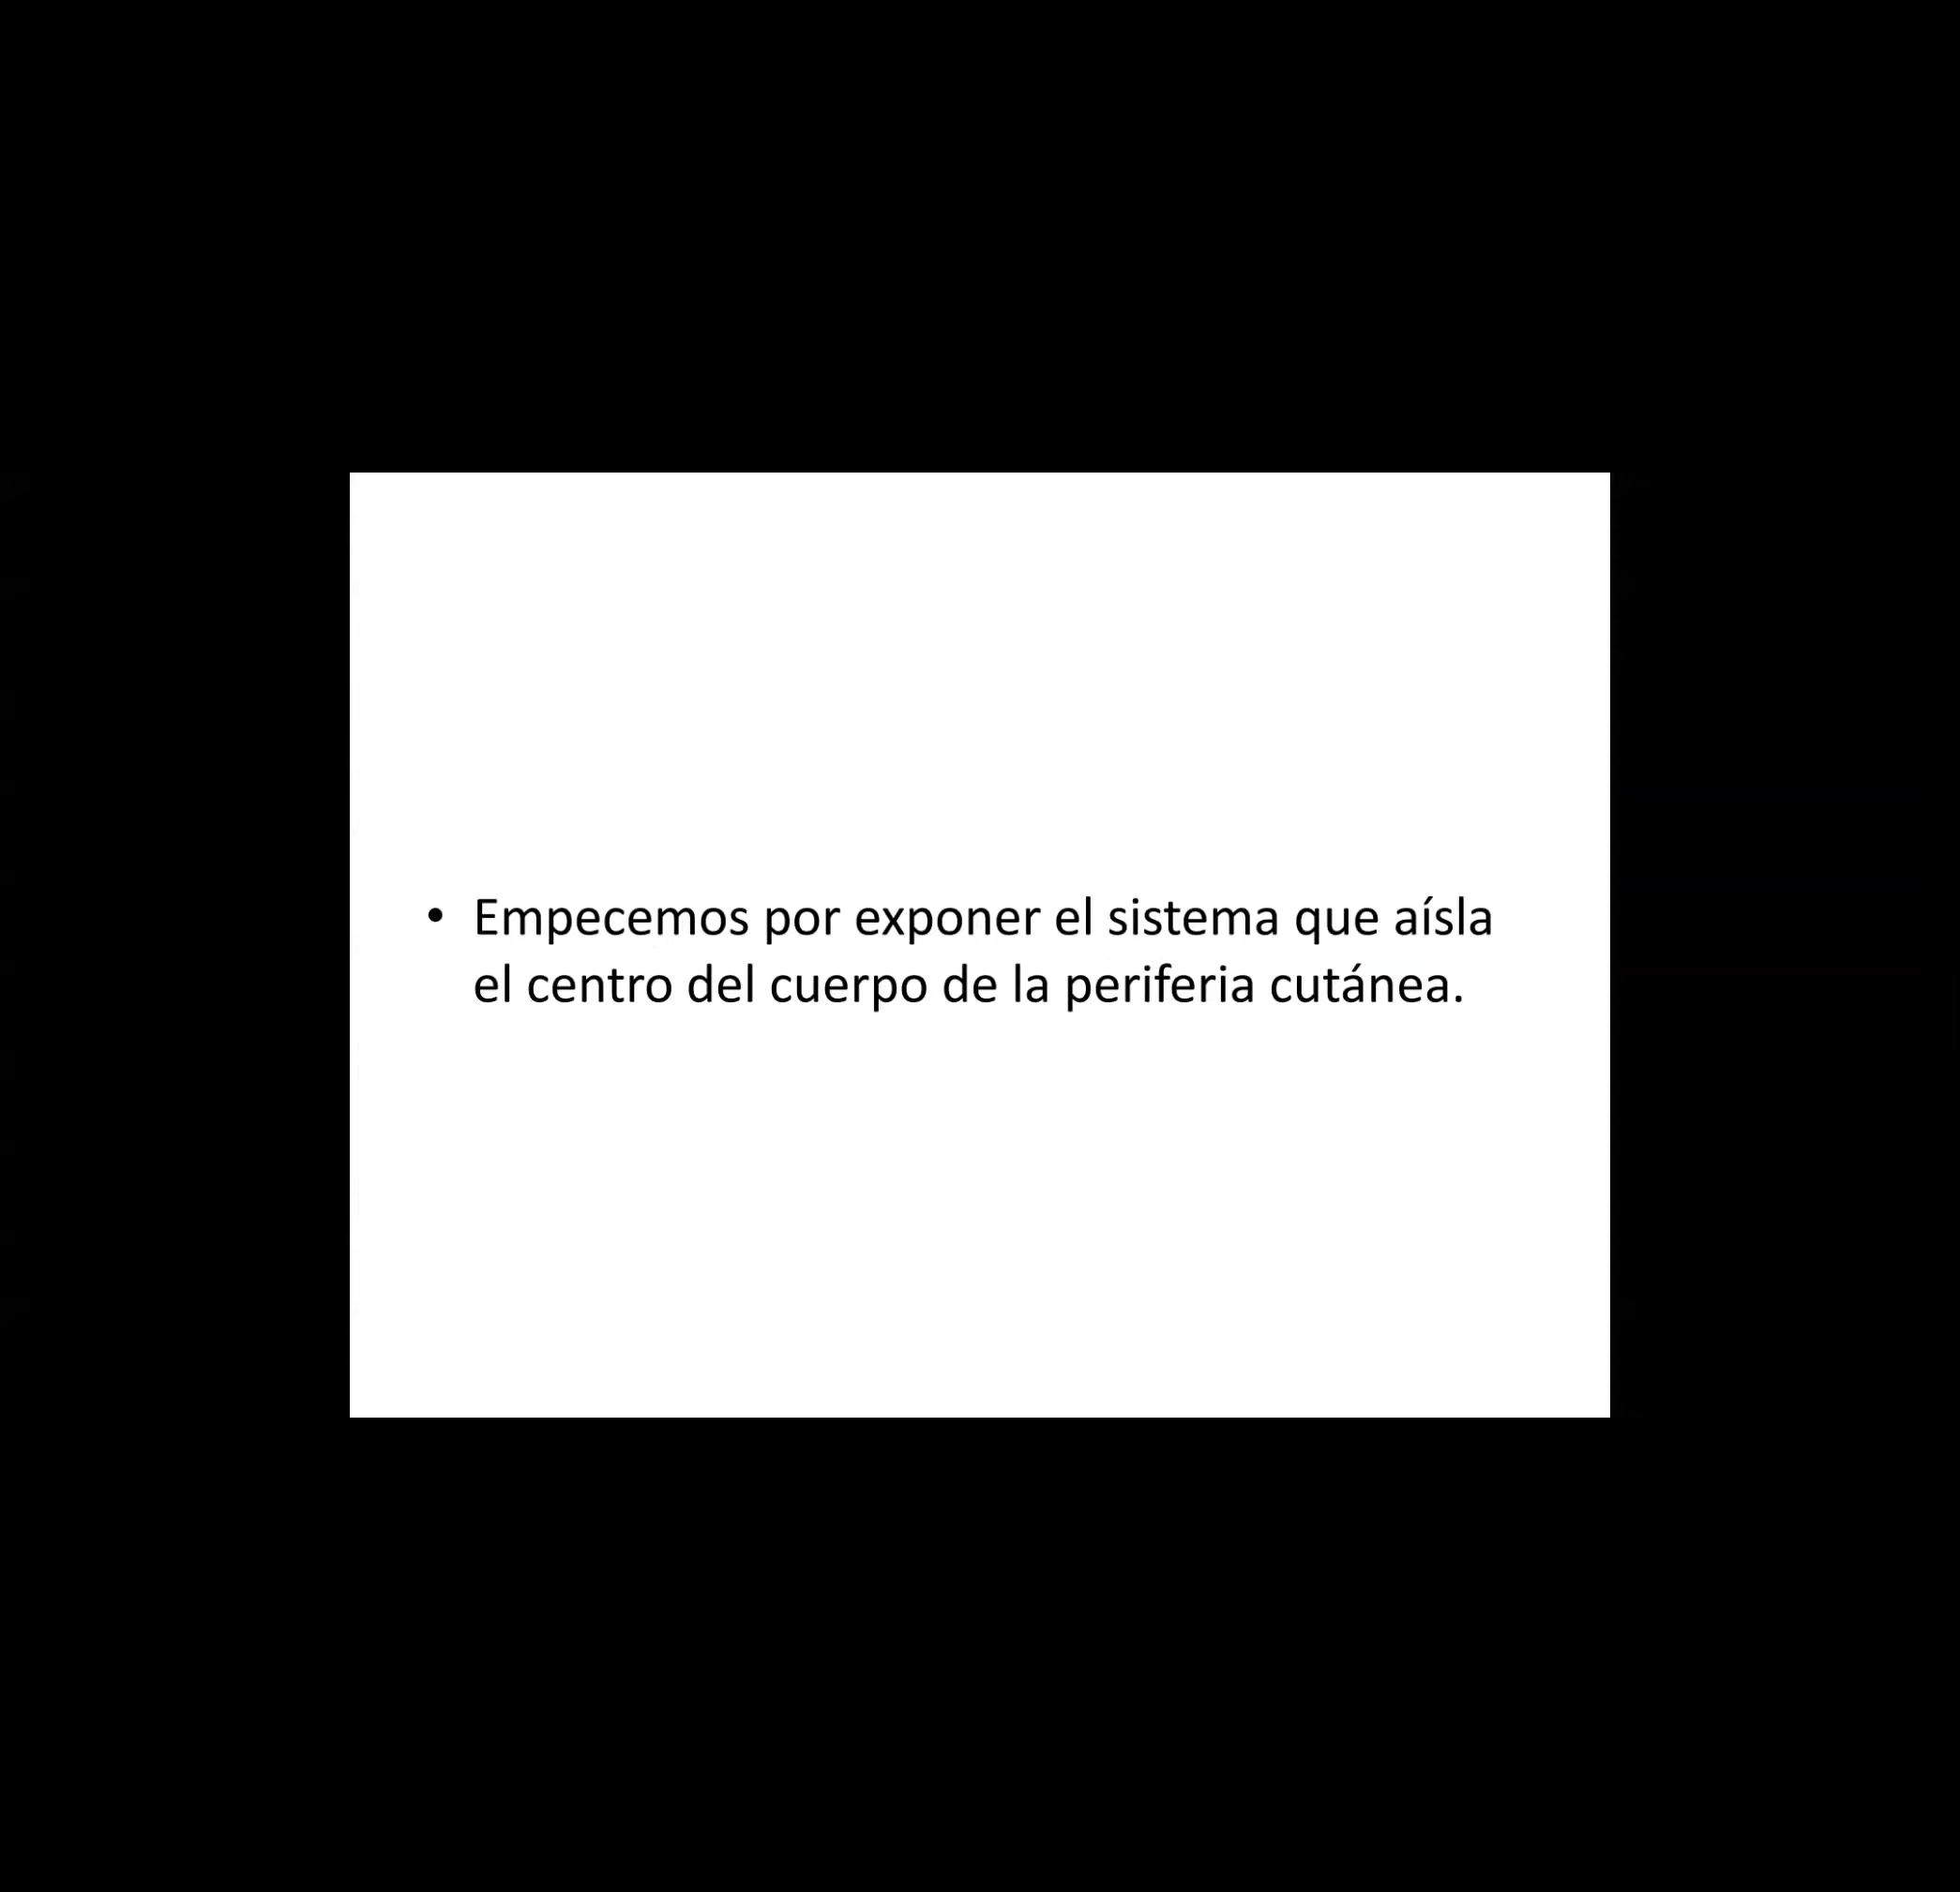 • Empecemos por exponer el sistema que aísla
el centro del cuerpo de la periferia cutánea.